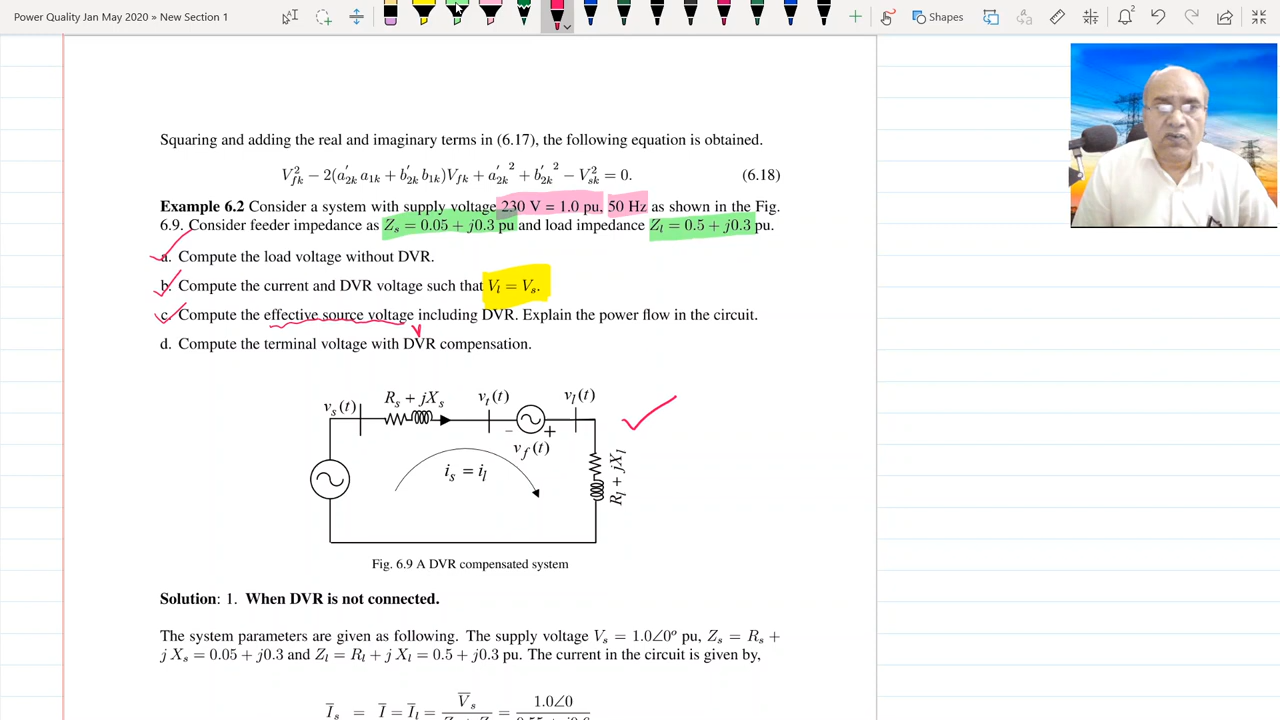 Power Quality Jan May 2020 » New Section 1
Shapes
Squaring and adding the real and imaginary terms in (6.17), the following equation is obtained.
V²fk − 2(a′2k a1k + b′2k b1k)Vfk + a′2k² + b′2k² − V²sk = 0. (6.18)
Example 6.2 Consider a system with supply voltage 230 V = 1.0 pu, 50 Hz as shown in the Fig.
6.9. Consider feeder impedance as Zs = 0.05 + j0.3 pu and load impedance Zl = 0.5 + j0.3 pu.
a. Compute the load voltage without DVR.
b. Compute the current and DVR voltage such that Vl = Vs.
c. Compute the effective source voltage including DVR. Explain the power flow in the circuit.
d. Compute the terminal voltage with DVR compensation.
vs(t) Rs + jXs vt(t) vl(t)
− +
vf(t)
is = il
Rl + jXl
Fig. 6.9 A DVR compensated system
Solution: 1. When DVR is not connected.
The system parameters are given as following. The supply voltage Vs = 1.0∠0° pu, Zs = Rs +
j Xs = 0.05 + j0.3 and Zl = Rl + j Xl = 0.5 + j0.3 pu. The current in the circuit is given by,
V̄s 1.0∠0
Īs = Ī = Īl = =